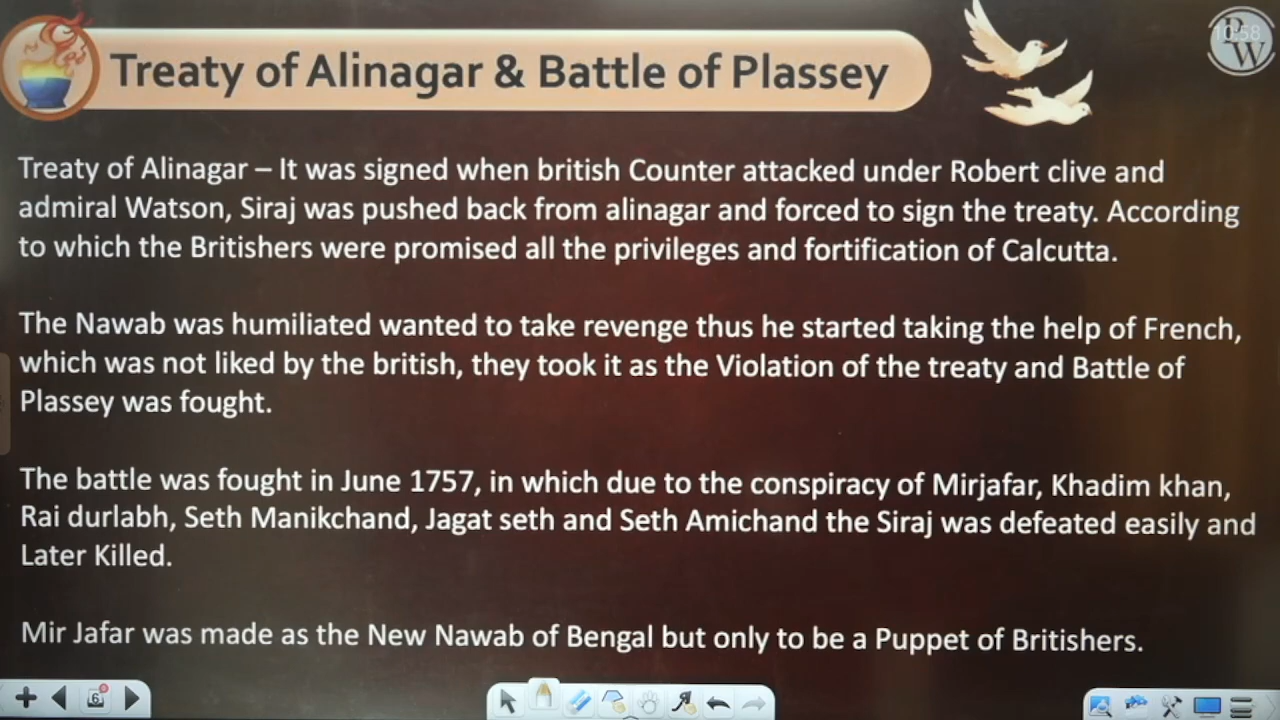 Treaty of Alinagar & Battle of Plassey
10:58
PW
Treaty of Alinagar – It was signed when british Counter attacked under Robert clive and
admiral Watson, Siraj was pushed back from alinagar and forced to sign the treaty. According
to which the Britishers were promised all the privileges and fortification of Calcutta.
The Nawab was humiliated wanted to take revenge thus he started taking the help of French,
which was not liked by the british, they took it as the Violation of the treaty and Battle of
Plassey was fought.
The battle was fought in June 1757, in which due to the conspiracy of Mirjafar, Khadim khan,
Rai durlabh, Seth Manikchand, Jagat seth and Seth Amichand the Siraj was defeated easily and
Later Killed.
Mir Jafar was made as the New Nawab of Bengal but only to be a Puppet of Britishers.
6